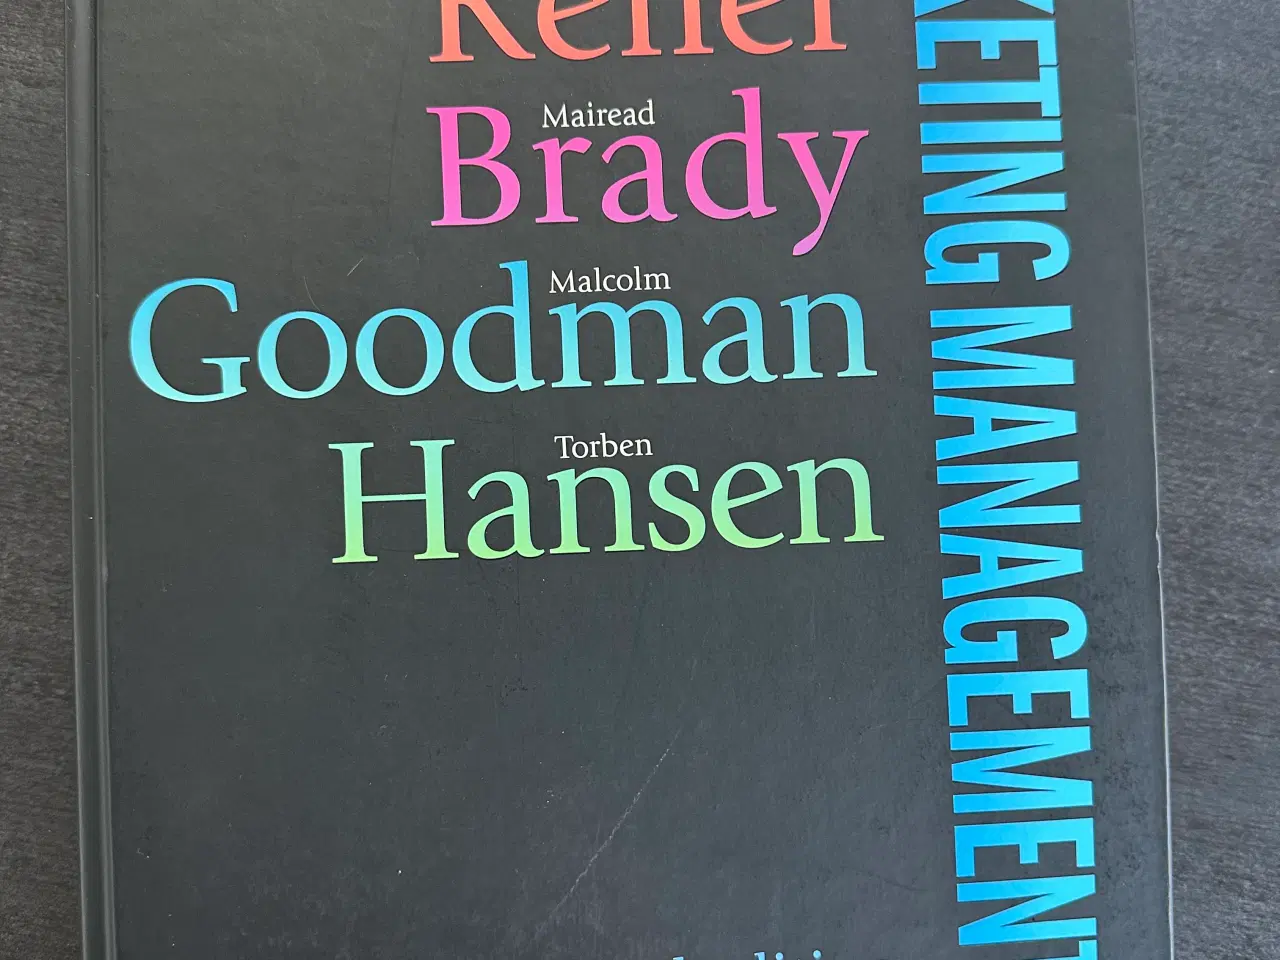 Keller
Mairead
Brady
Malcolm
Goodman
Torben
Hansen
KETING MANAGEMENT